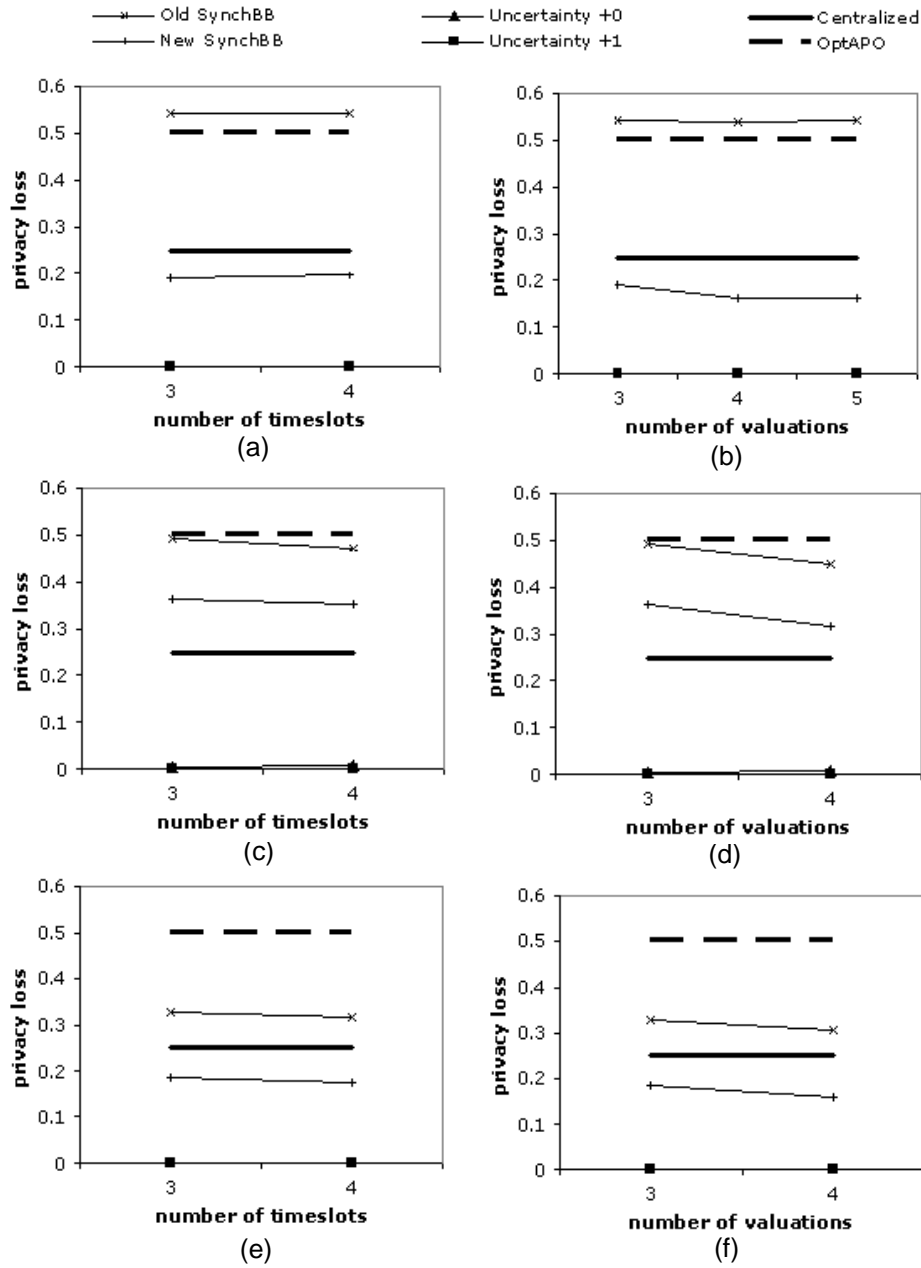 Old SynchBB
Uncertainty +0
Centralized
New SynchBB
Uncertainty +1
OptAPO
0.6
0.5
0.4
0.3
0.2
0.1
0
privacy loss
3
4
number of timeslots
(a)
0.6
0.5
0.4
0.3
0.2
0.1
0
privacy loss
3
4
5
number of valuations
(b)
0.6
0.5
0.4
0.3
0.2
0.1
0
privacy loss
3
4
number of timeslots
(c)
0.6
0.5
0.4
0.3
0.2
0.1
0
privacy loss
3
4
number of valuations
(d)
0.6
0.5
0.4
0.3
0.2
0.1
0
privacy loss
3
4
number of timeslots
(e)
0.6
0.5
0.4
0.3
0.2
0.1
0
privacy loss
3
4
number of valuations
(f)